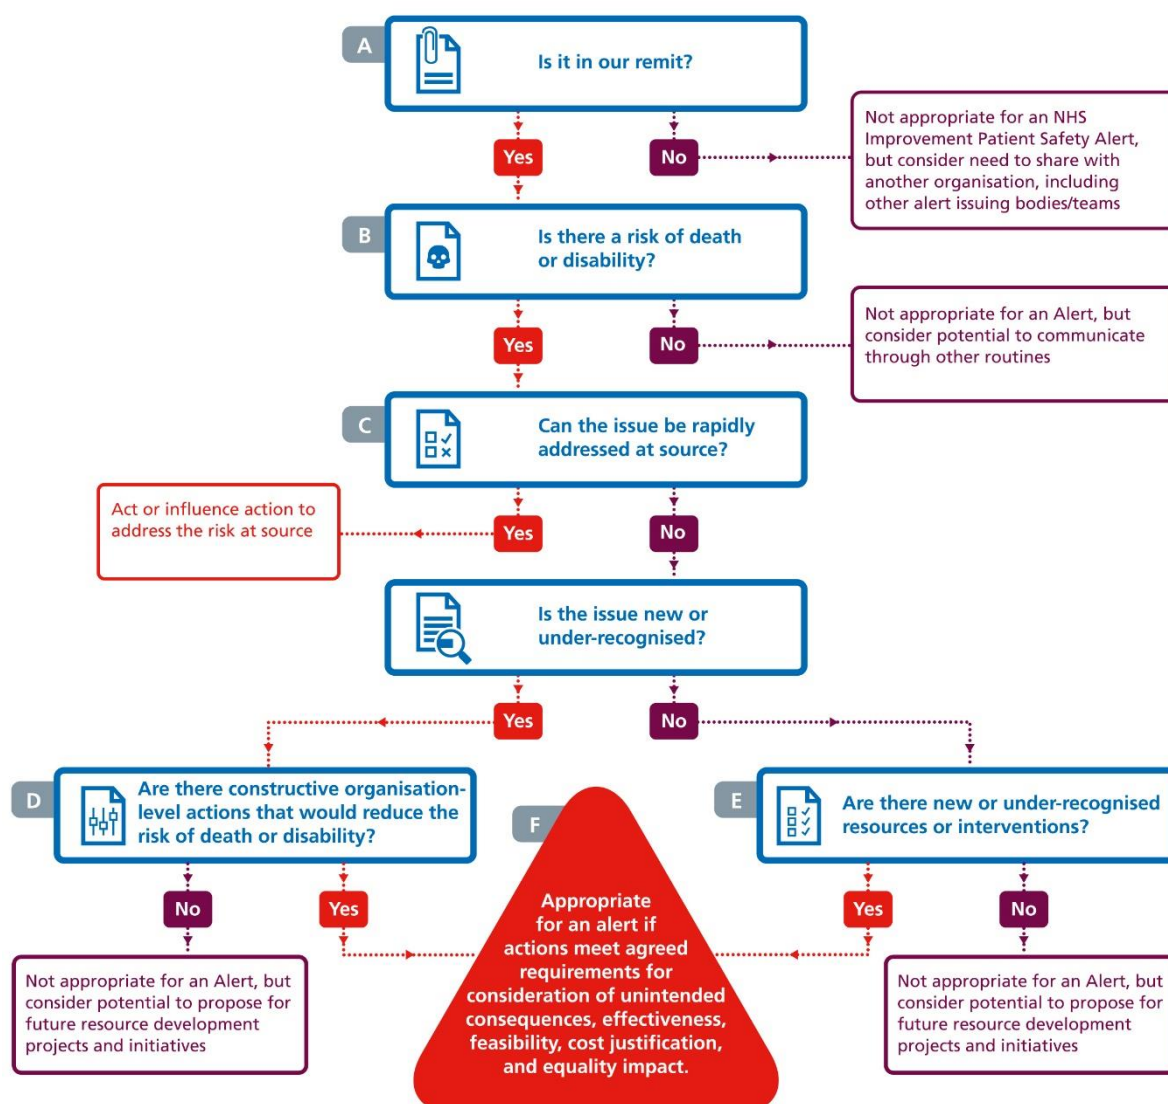 A
Is it in our remit?
Yes
No
Not appropriate for an NHS
Improvement Patient Safety Alert,
but consider need to share with
another organisation, including
other alert issuing bodies/teams
B
Is there a risk of death
or disability?
Yes
No
Not appropriate for an Alert, but
consider potential to communicate
through other routines
C
Can the issue be rapidly
addressed at source?
Act or influence action to
address the risk at source
Yes
No
Is the issue new or
under-recognised?
Yes
No
D
Are there constructive organisation-
level actions that would reduce the
risk of death or disability?
No
Yes
Not appropriate for an Alert, but
consider potential to propose for
future resource development
projects and initiatives
F
Appropriate
for an alert if
actions meet agreed
requirements for
consideration of unintended
consequences, effectiveness,
feasibility, cost justification,
and equality impact.
E
Are there new or under-recognised
resources or interventions?
Yes
No
Not appropriate for an Alert, but
consider potential to propose for
future resource development
projects and initiatives